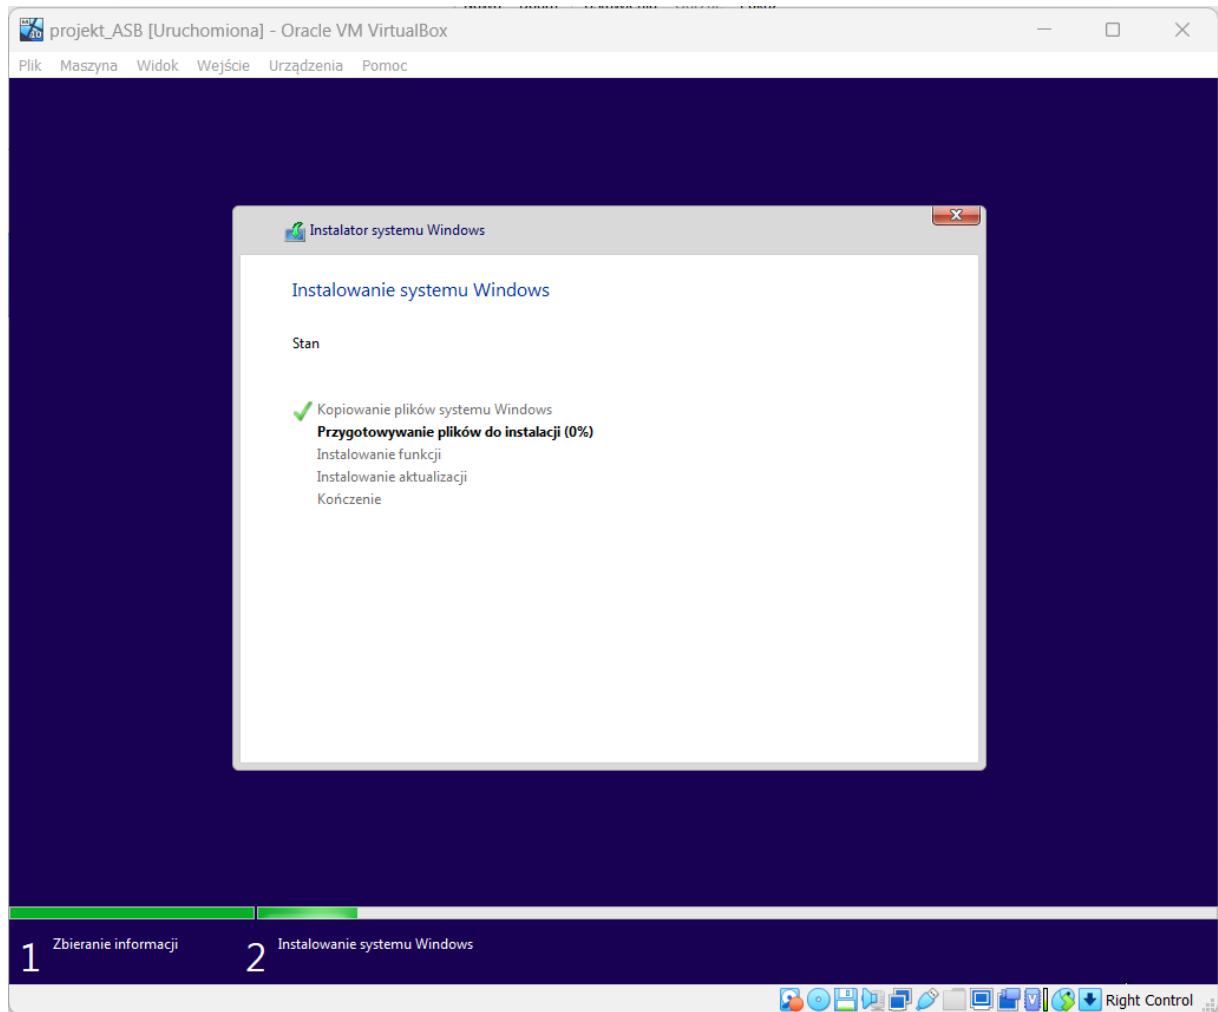 projekt_ASB [Uruchomiona] - Oracle VM VirtualBox
Plik Maszyna Widok Wejście Urządzenia Pomoc
Instalator systemu Windows
Instalowanie systemu Windows
Stan
Kopiowanie plików systemu Windows
Przygotowywanie plików do instalacji (0%)
Instalowanie funkcji
Instalowanie aktualizacji
Kończenie
1 Zbieranie informacji 2 Instalowanie systemu Windows
Right Control